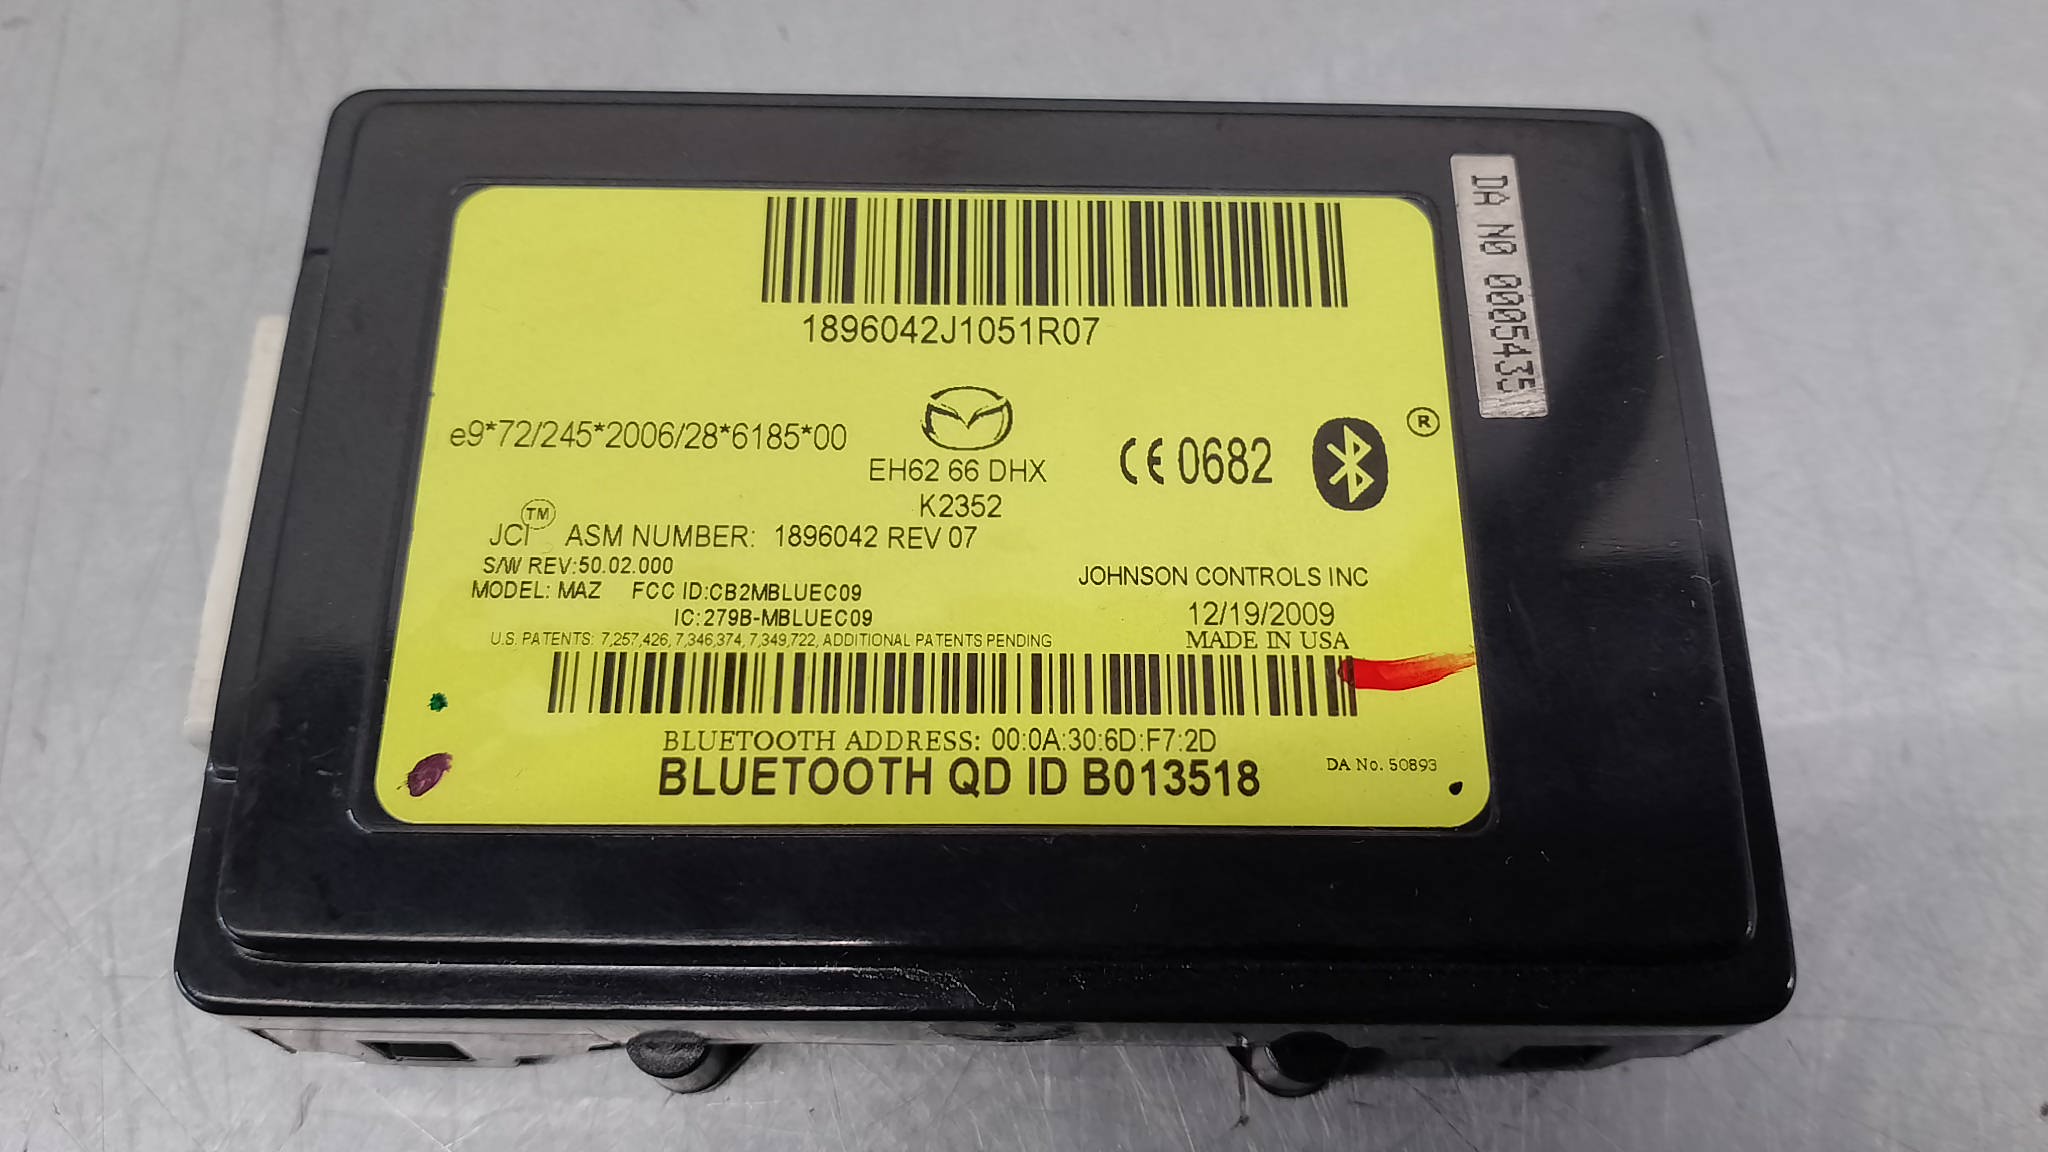 1896042J1051R07
e9*72/245*2006/28*6185*00
EH62 66 DHX
K2352
CE 0682
®
JCI™ ASM NUMBER: 1896042 REV 07
S/W REV:50.02.000
MODEL: MAZ FCC ID:CB2MBLUEC09
IC:279B-MBLUEC09
U.S. PATENTS: 7,257,426, 7,346,374, 7,349,722, ADDITIONAL PATENTS PENDING
JOHNSON CONTROLS INC
12/19/2009
MADE IN USA
BLUETOOTH ADDRESS: 00:0A:30:6D:F7:2D
BLUETOOTH QD ID B013518
DA No. 50893
DA N0 0005435